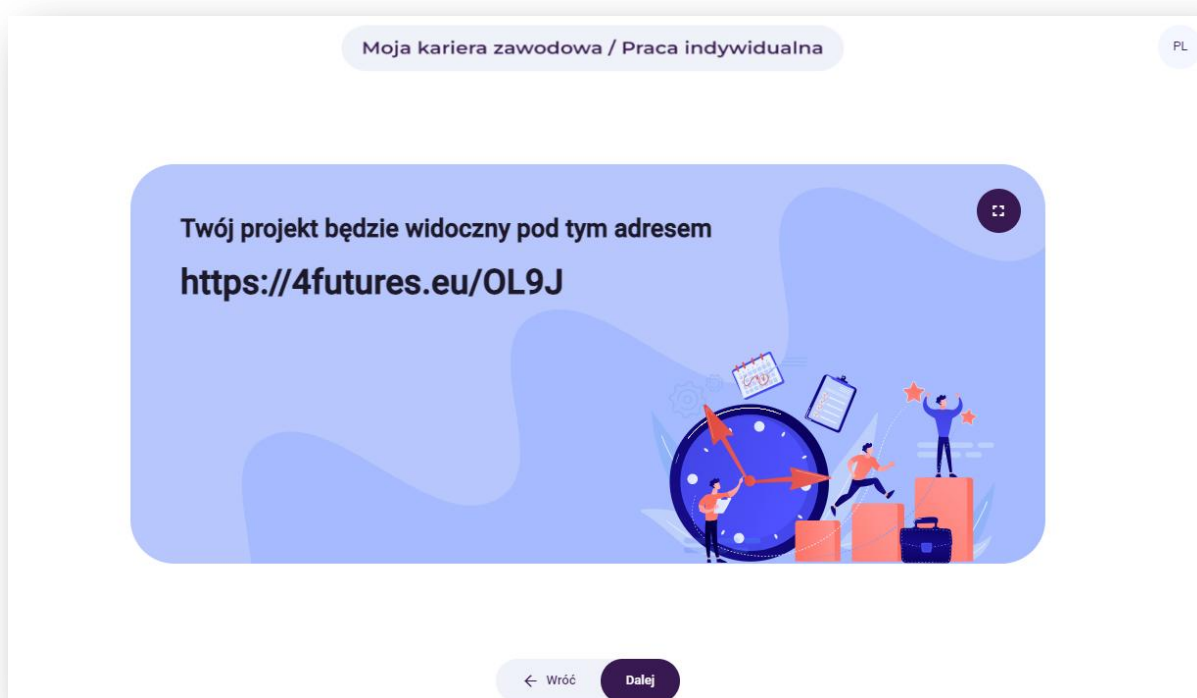 Moja kariera zawodowa / Praca indywidualna
PL
Twój projekt będzie widoczny pod tym adresem
https://4futures.eu/OL9J
← Wróć
Dalej